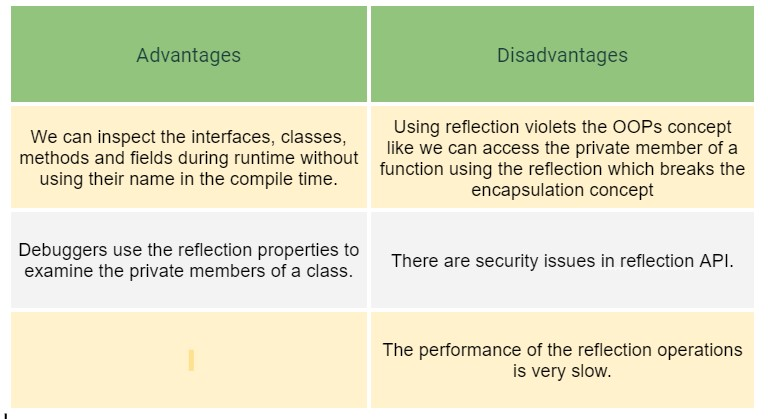 Advantages
Disadvantages
We can inspect the interfaces, classes,
methods and fields during runtime without
using their name in the compile time.
Using reflection violets the OOPs concept
like we can access the private member of a
function using the reflection which breaks the
encapsulation concept
Debuggers use the reflection properties to
examine the private members of a class.
There are security issues in reflection API.
The performance of the reflection operations
is very slow.